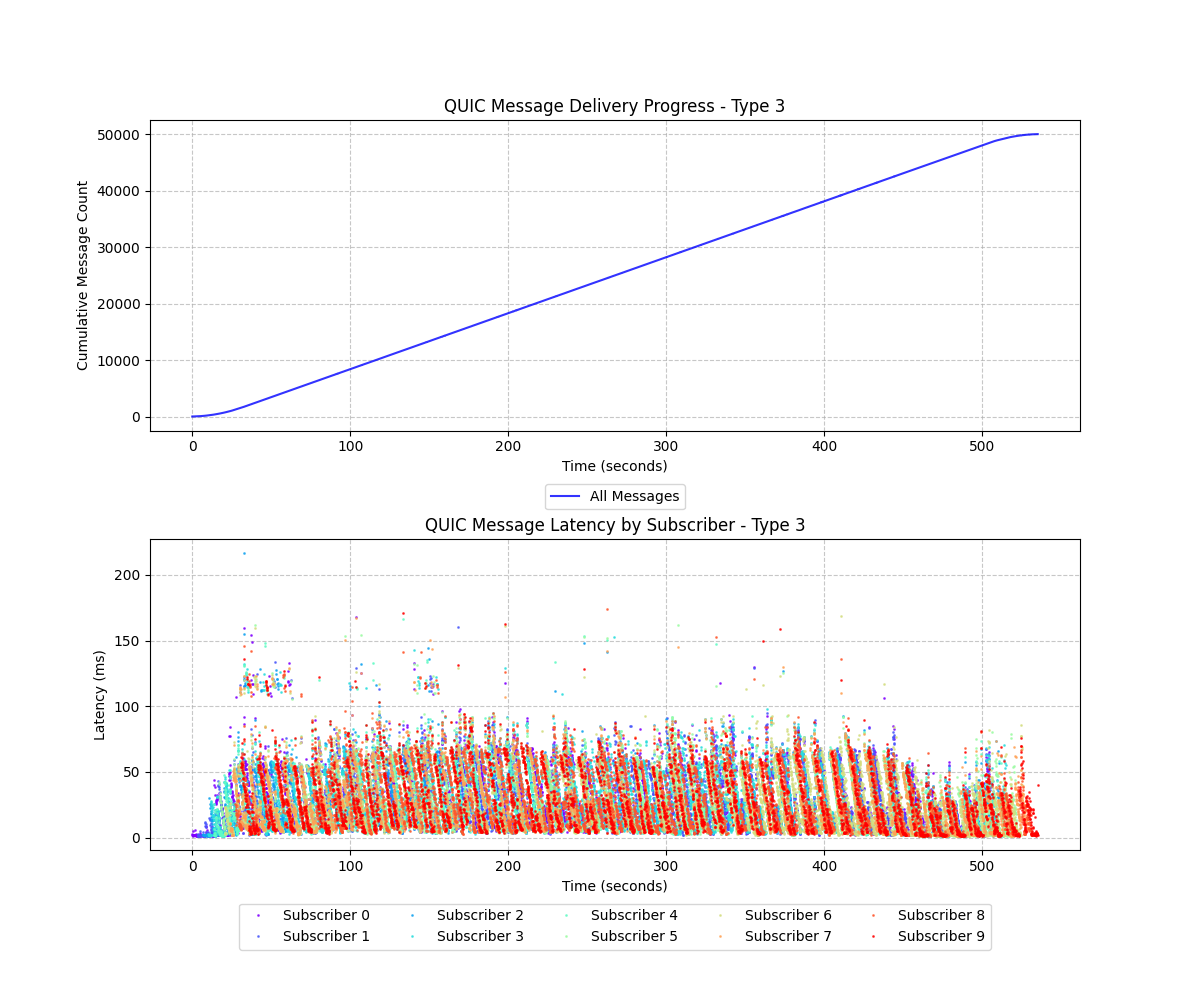 QUIC Message Delivery Progress - Type 3
50000
40000
30000
20000
10000
0
Cumulative Message Count
0 100 200 300 400 500
Time (seconds)
All Messages
QUIC Message Latency by Subscriber - Type 3
200
150
100
50
0
Latency (ms)
0 100 200 300 400 500
Time (seconds)
Subscriber 0 Subscriber 2 Subscriber 4 Subscriber 6 Subscriber 8
Subscriber 1 Subscriber 3 Subscriber 5 Subscriber 7 Subscriber 9